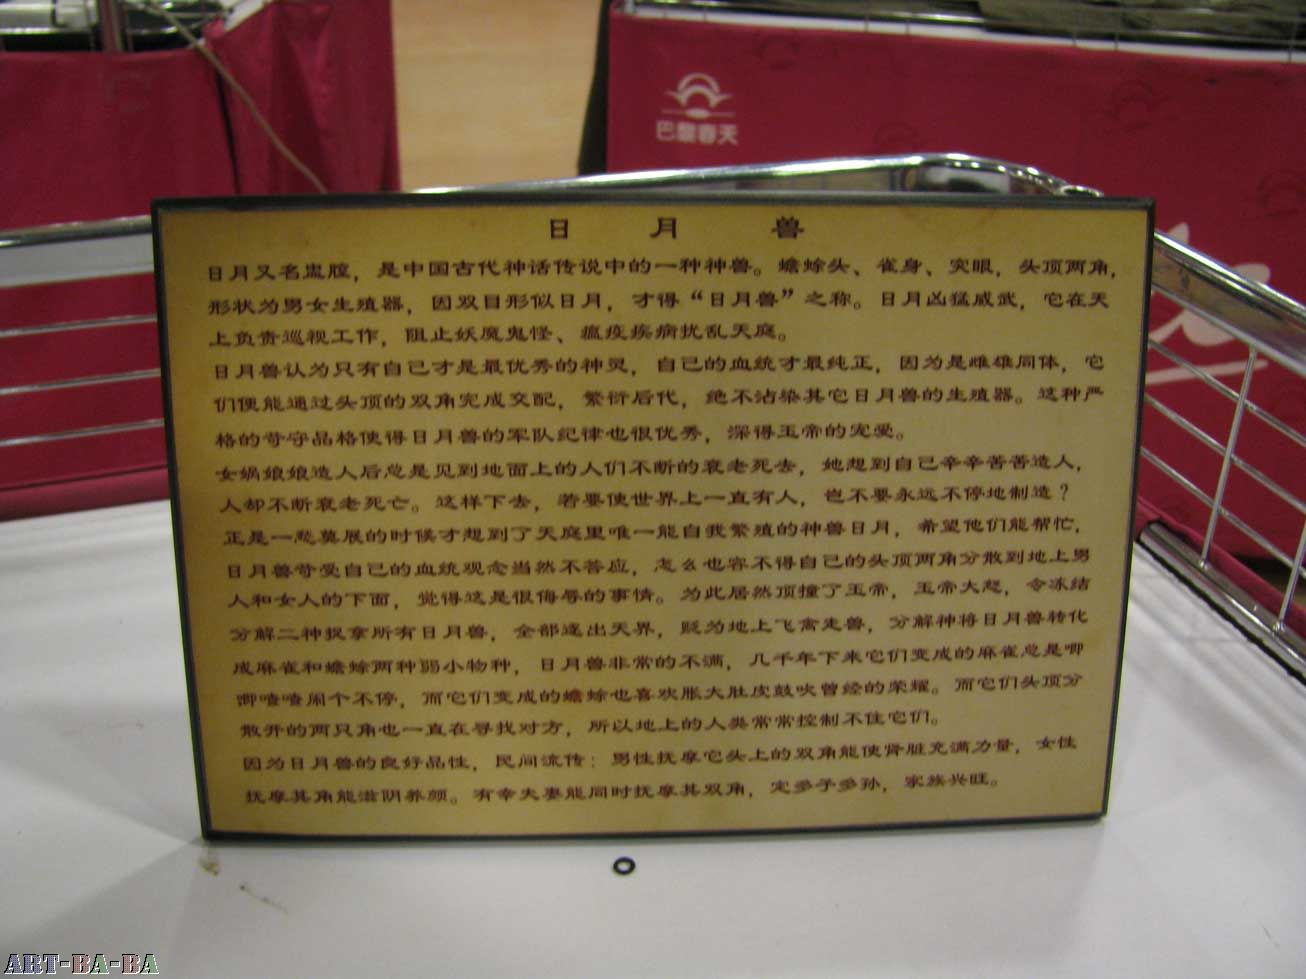 巴黎春天
日月兽
日月又名嵐膣，是中国古代神话传说中的一种神兽。蟾蜍头、雀身、突眼，头顶两角，
形状为男女生殖器，因双目形似日月，才得“日月兽”之称。日月凶猛威武，它在天
上负责巡视工作，阻止妖魔鬼怪、瘟疫疾病扰乱天庭。
日月兽认为只有自己才是最优秀的神灵，自己的血统才最纯正，因为是雌雄同体，它
们便能通过头顶的双角完成交配，繁衍后代，绝不沾染其它日月兽的生殖器。这种严
格的苛守品格使得日月兽的军队纪律也很优秀，深得玉帝的宠爱。
女娲娘娘造人后总是见到地面上的人们不断的衰老死去，她想到自己辛辛苦苦造人，
人却不断衰老死亡。这样下去，若要使世界上一直有人，岂不要永远不停地制造？
正是一愁莫展的时候才想到了天庭里唯一能自我繁殖的神兽日月，希望他们能帮忙，
日月兽苛受自己的血统观念当然不答应，怎么也容不得自己的头顶两角分散到地上男
人和女人的下面，觉得这是很侮辱的事情。为此居然顶撞了玉帝，玉帝大怒，令冻结
分解二神捉拿所有日月兽，全部逐出天界，贬为地上飞禽走兽，分解神将日月兽转化
成麻雀和蟾蜍两种弱小物种，日月兽非常的不满，几千年下来它们变成的麻雀总是唧
唧喳喳闹个不停，而它们变成的蟾蜍也喜欢胀大肚皮鼓吹曾经的荣耀。而它们头顶分
散开的两只角也一直在寻找对方，所以地上的人类常常控制不住它们。
因为日月兽的良好品性，民间流传：男性抚摩它头上的双角能使肾脏充满力量，女性
抚摩其角能滋阴养颜。有幸夫妻能同时抚摩其双角，定多子多孙，家族兴旺。
ART-BA-BA